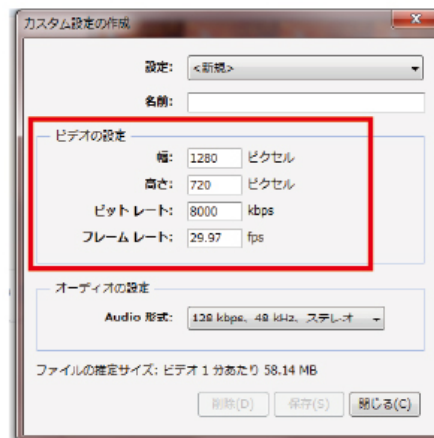 カスタム設定の作成
設定: <新規>
名前:
ビデオの設定
幅: 1280 ピクセル
高さ: 720 ピクセル
ビット レート: 8000 kbps
フレーム レート: 29.97 fps
オーディオの設定
Audio 形式: 128 kbps、48 kHz、ステレオ
ファイルの推定サイズ: ビデオ 1 分あたり 58.14 MB
削除(D) 保存(S) 閉じる(C)